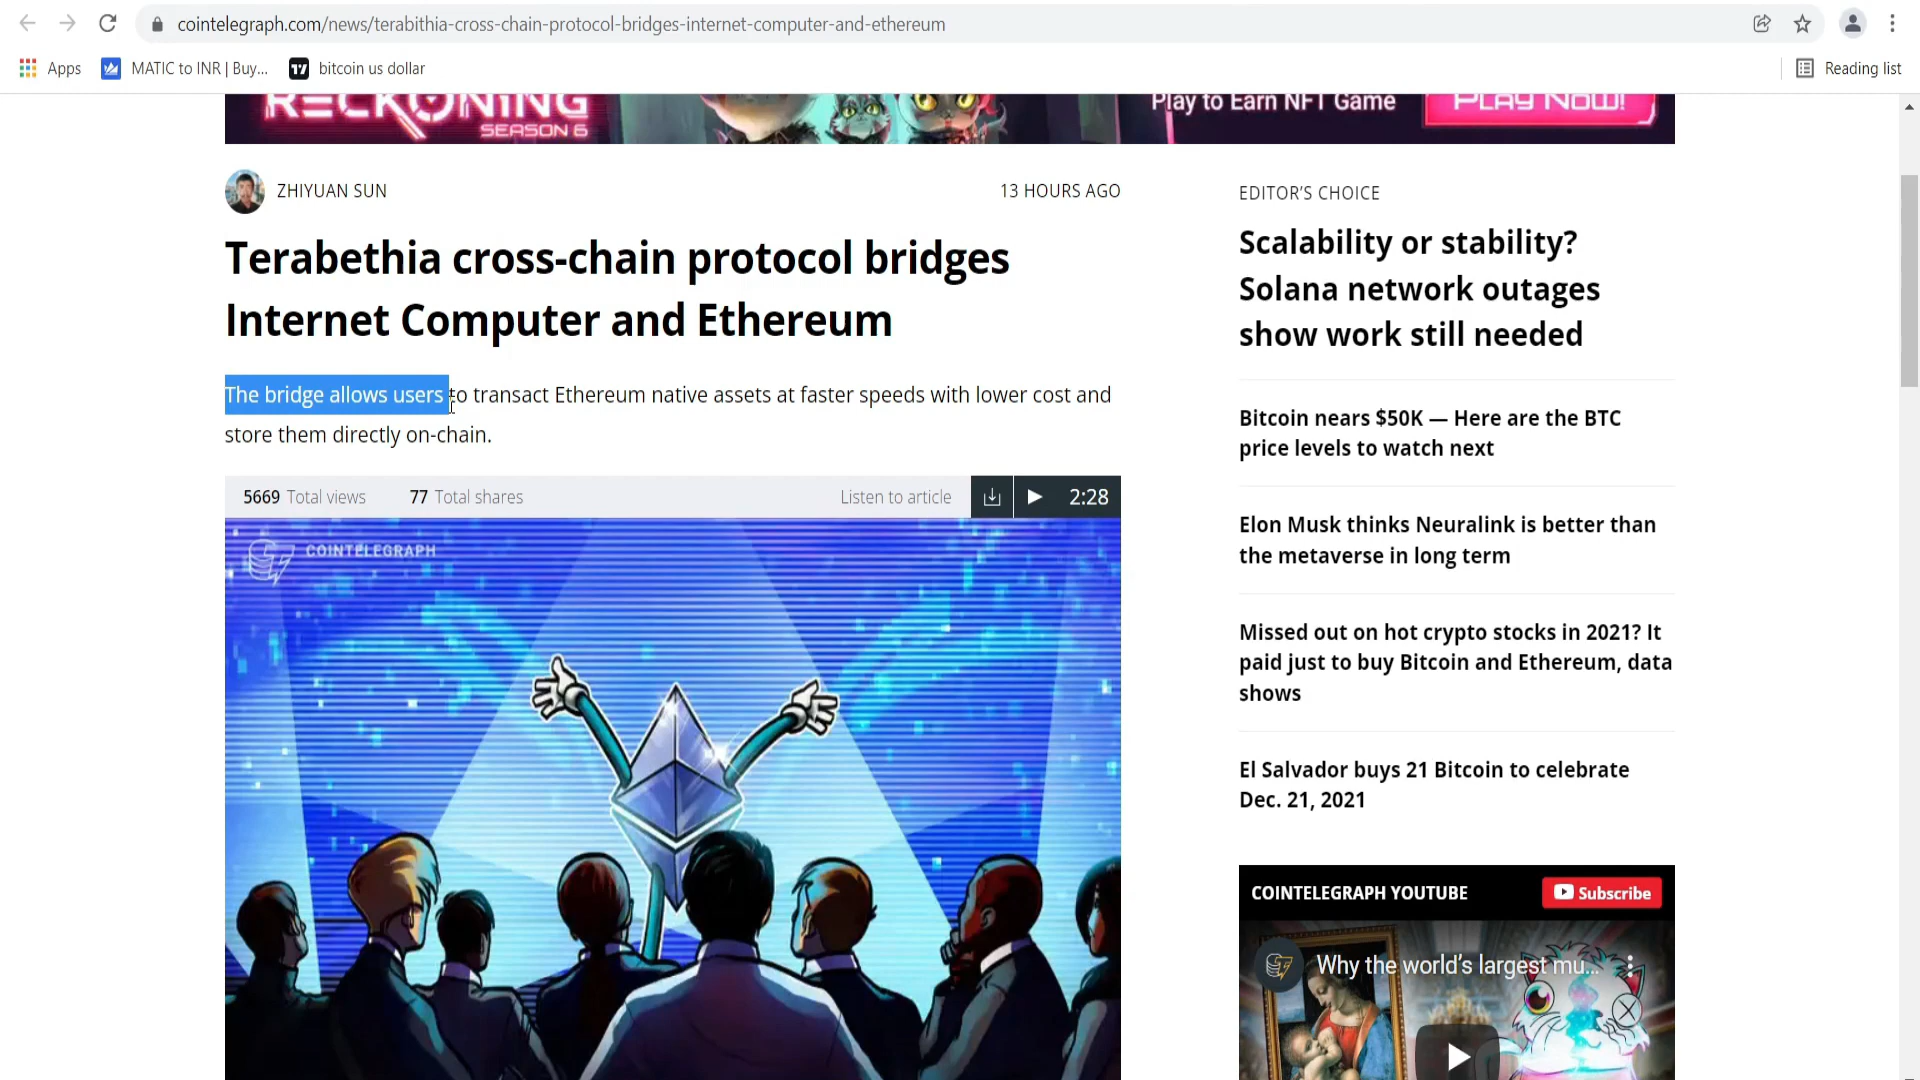 cointelegraph.com/news/terabithia-cross-chain-protocol-bridges-internet-computer-and-ethereum
Apps MATIC to INR | Buy... bitcoin us dollar Reading list
RECKONING
SEASON 6
Play to Earn NFT Game
PLAY NOW!
ZHIYUAN SUN 13 HOURS AGO
Terabethia cross-chain protocol bridges
Internet Computer and Ethereum
The bridge allows users to transact Ethereum native assets at faster speeds with lower cost and
store them directly on-chain.
5669 Total views 77 Total shares Listen to article 2:28
COINTELEGRAPH
EDITOR'S CHOICE
Scalability or stability?
Solana network outages
show work still needed
Bitcoin nears $50K — Here are the BTC
price levels to watch next
Elon Musk thinks Neuralink is better than
the metaverse in long term
Missed out on hot crypto stocks in 2021? It
paid just to buy Bitcoin and Ethereum, data
shows
El Salvador buys 21 Bitcoin to celebrate
Dec. 21, 2021
COINTELEGRAPH YOUTUBE Subscribe
Why the world's largest mu...